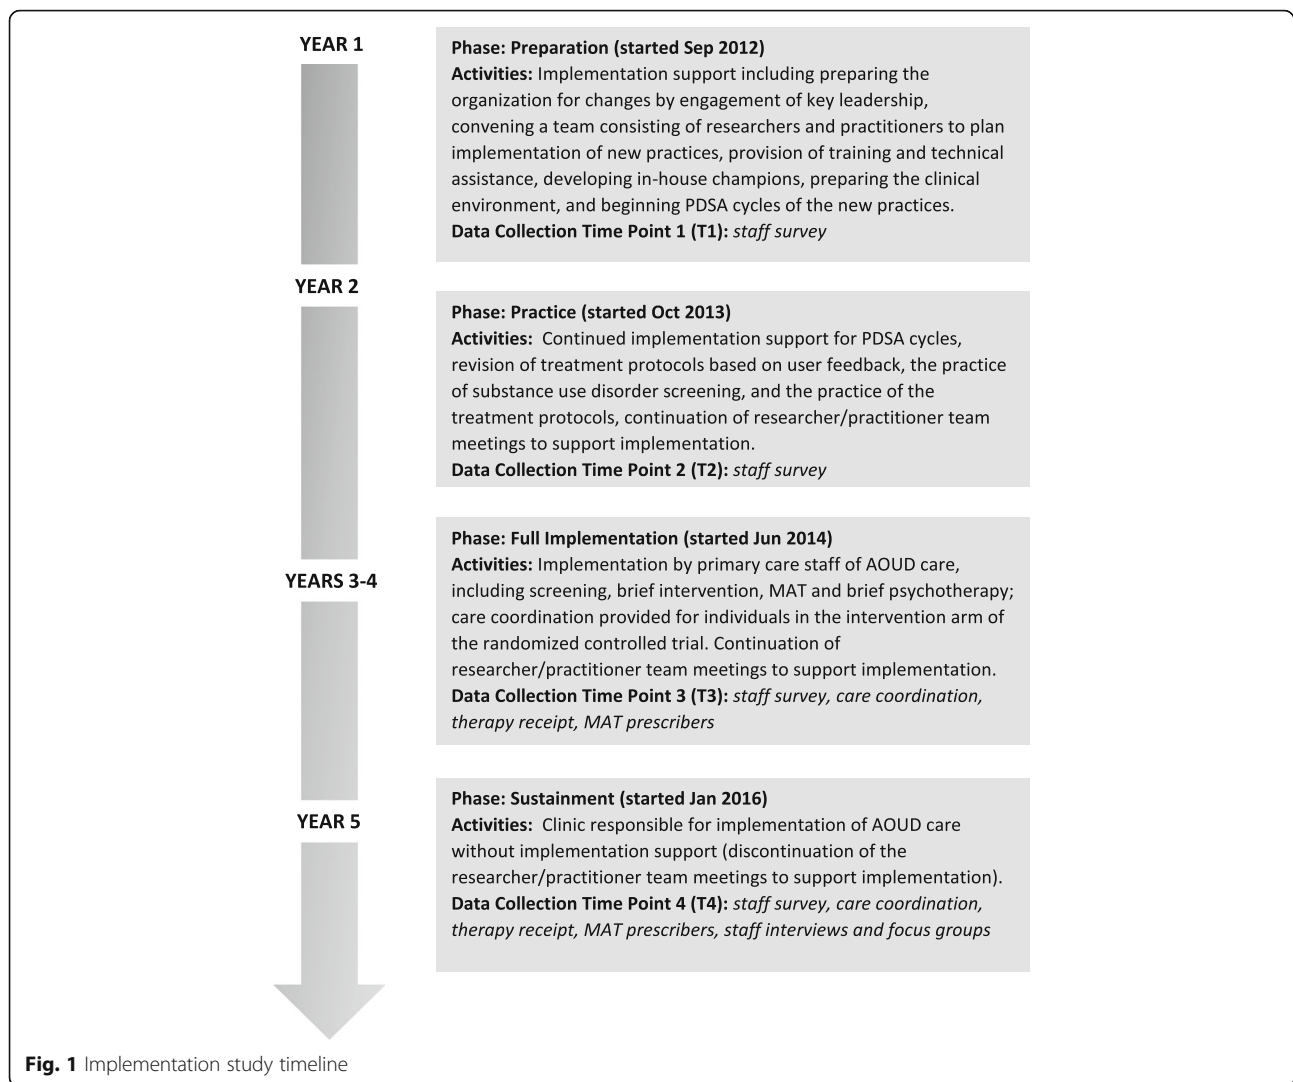 YEAR 1
Phase: Preparation (started Sep 2012)
Activities: Implementation support including preparing the
organization for changes by engagement of key leadership,
convening a team consisting of researchers and practitioners to plan
implementation of new practices, provision of training and technical
assistance, developing in-house champions, preparing the clinical
environment, and beginning PDSA cycles of the new practices.
Data Collection Time Point 1 (T1): staff survey
YEAR 2
Phase: Practice (started Oct 2013)
Activities: Continued implementation support for PDSA cycles,
revision of treatment protocols based on user feedback, the practice
of substance use disorder screening, and the practice of the
treatment protocols, continuation of researcher/practitioner team
meetings to support implementation.
Data Collection Time Point 2 (T2): staff survey
YEARS 3-4
Phase: Full Implementation (started Jun 2014)
Activities: Implementation by primary care staff of AOUD care,
including screening, brief intervention, MAT and brief psychotherapy;
care coordination provided for individuals in the intervention arm of
the randomized controlled trial. Continuation of
researcher/practitioner team meetings to support implementation.
Data Collection Time Point 3 (T3): staff survey, care coordination,
therapy receipt, MAT prescribers
YEAR 5
Phase: Sustainment (started Jan 2016)
Activities: Clinic responsible for implementation of AOUD care
without implementation support (discontinuation of the
researcher/practitioner team meetings to support implementation).
Data Collection Time Point 4 (T4): staff survey, care coordination,
therapy receipt, MAT prescribers, staff interviews and focus groups
Fig. 1 Implementation study timeline